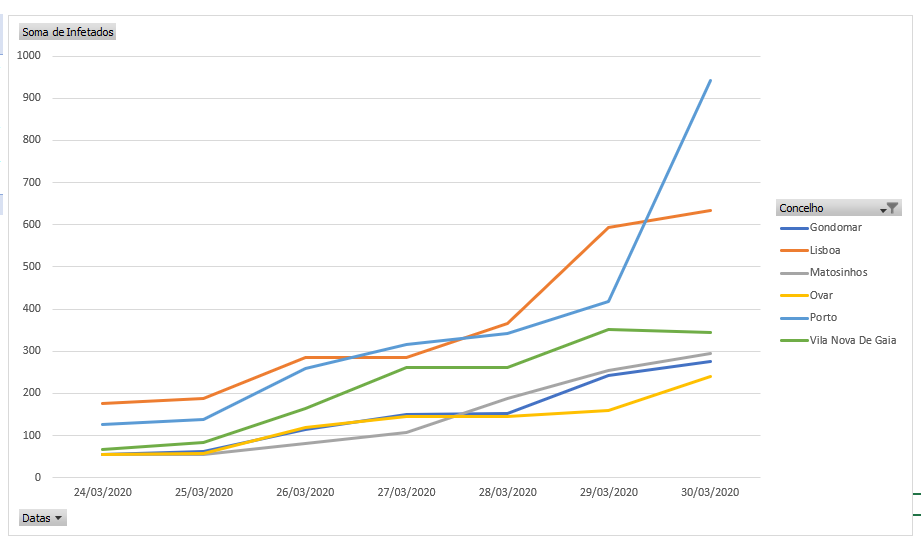 Soma de Infetados
1000
900
800
700
600
500
400
300
200
100
0
24/03/2020 25/03/2020 26/03/2020 27/03/2020 28/03/2020 29/03/2020 30/03/2020
Datas
Concelho
Gondomar
Lisboa
Matosinhos
Ovar
Porto
Vila Nova De Gaia